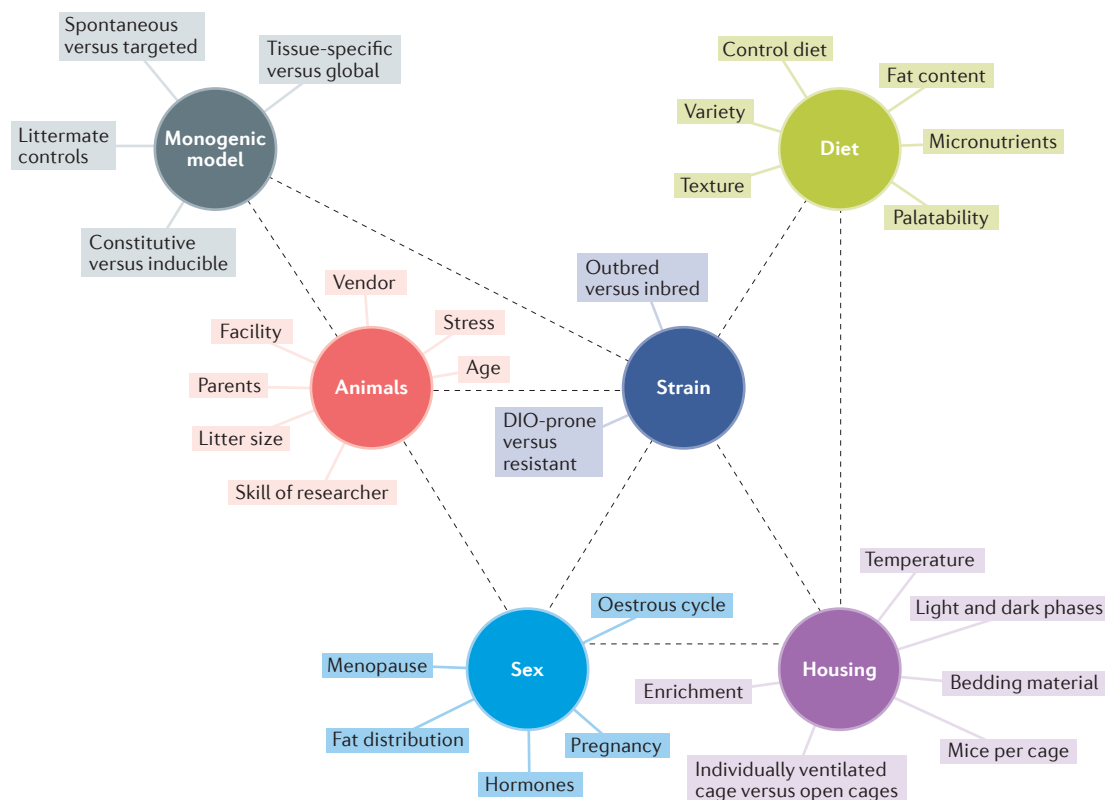 Spontaneous
versus targeted
Tissue-specific
versus global
Littermate
controls
Monogenic
model
Constitutive
versus inducible
Control diet
Fat content
Variety
Micronutrients
Diet
Texture
Palatability
Vendor
Stress
Facility
Age
Parents
Animals
Litter size
Skill of researcher
Outbred
versus inbred
Strain
DIO-prone
versus
resistant
Oestrous cycle
Menopause
Sex
Fat distribution
Pregnancy
Hormones
Temperature
Light and dark phases
Housing
Bedding material
Enrichment
Mice per cage
Individually ventilated
cage versus open cages